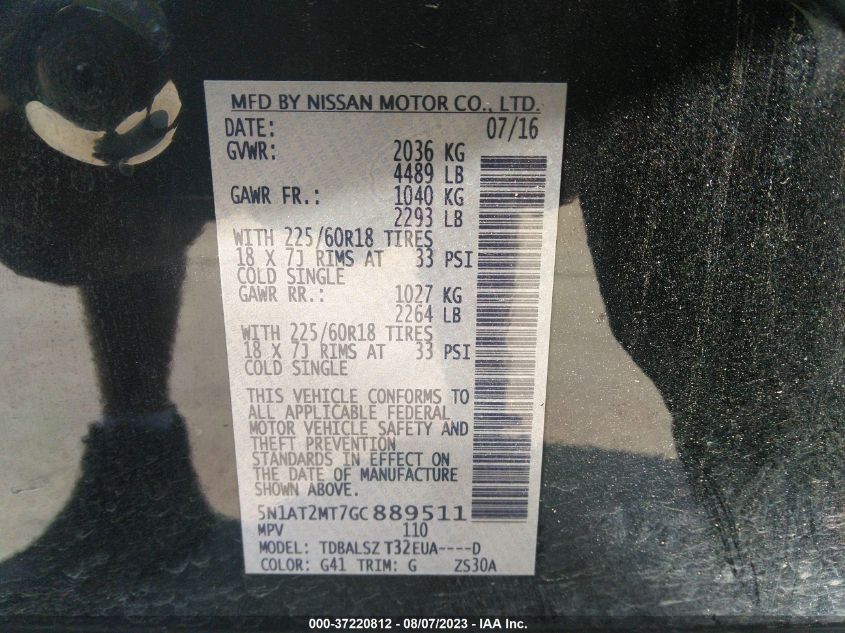 MFD BY NISSAN MOTOR CO., LTD.
DATE: 07/16
GVWR: 2036 KG
4489 LB
GAWR FR.: 1040 KG
2293 LB
WITH 225/60R18 TIRES
18 X 7J RIMS AT 33 PSI
COLD SINGLE
GAWR RR.: 1027 KG
2264 LB
WITH 225/60R18 TIRES
18 X 7J RIMS AT 33 PSI
COLD SINGLE
THIS VEHICLE CONFORMS TO
ALL APPLICABLE FEDERAL
MOTOR VEHICLE SAFETY AND
THEFT PREVENTION
STANDARDS IN EFFECT ON
THE DATE OF MANUFACTURE
SHOWN ABOVE.
5N1AT2MT7GC889511
MPV 110
MODEL: TDBALSZ T32EUA----D
COLOR: G41 TRIM: G ZS30A
000-37220812 - 08/07/2023 - IAA Inc.